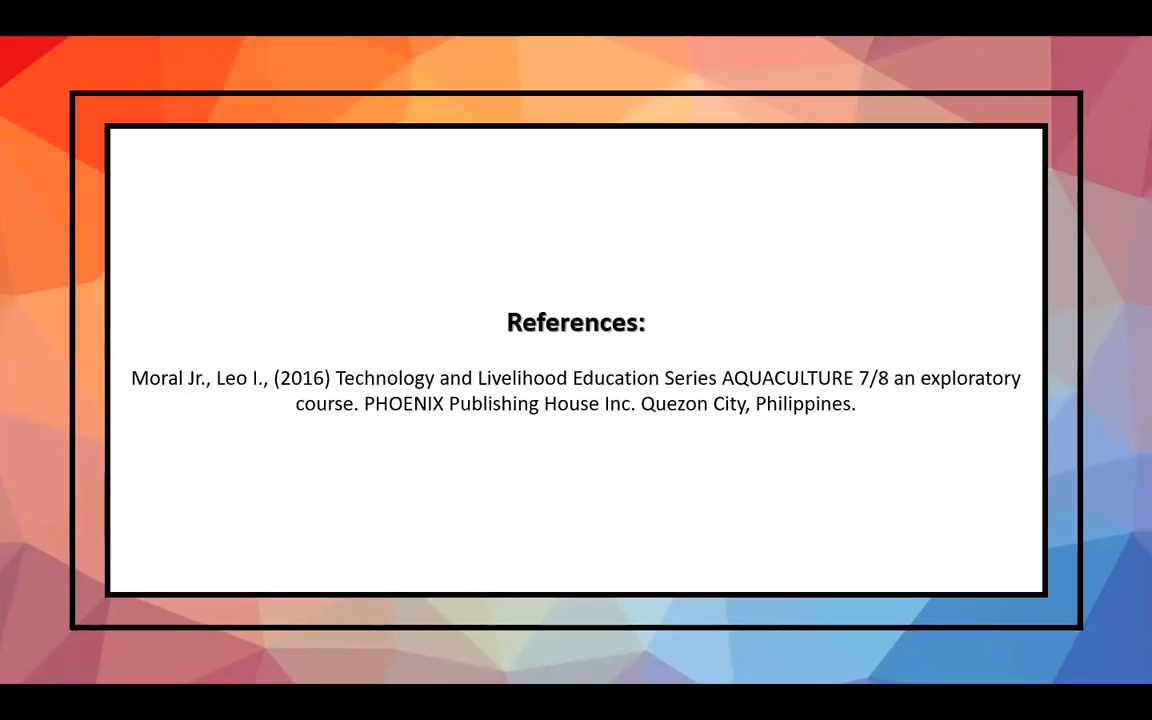 References:
Moral Jr., Leo I., (2016) Technology and Livelihood Education Series AQUACULTURE 7/8 an exploratory
course. PHOENIX Publishing House Inc. Quezon City, Philippines.